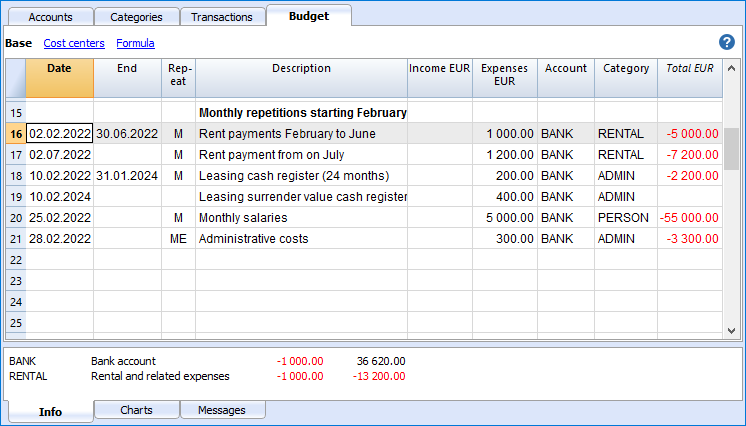 Accounts Categories Transactions Budget
Base Cost centers Formula ?
Date End Rep-eat Description Income EUR Expenses EUR Account Category Total EUR
15 Monthly repetitions starting February
16 02.02.2022 30.06.2022 M Rent payments February to June 1 000.00 BANK RENTAL -5 000.00
17 02.07.2022 M Rent payment from on July 1 200.00 BANK RENTAL -7 200.00
18 10.02.2022 31.01.2024 M Leasing cash register (24 months) 200.00 BANK ADMIN -2 200.00
19 10.02.2024 Leasing surrender value cash register 400.00 BANK ADMIN
20 25.02.2022 M Monthly salaries 5 000.00 BANK PERSON -55 000.00
21 28.02.2022 ME Administrative costs 300.00 BANK ADMIN -3 300.00
22
23
24
25
BANK Bank account -1 000.00 36 620.00
RENTAL Rental and related expenses -1 000.00 -13 200.00
Info Charts Messages